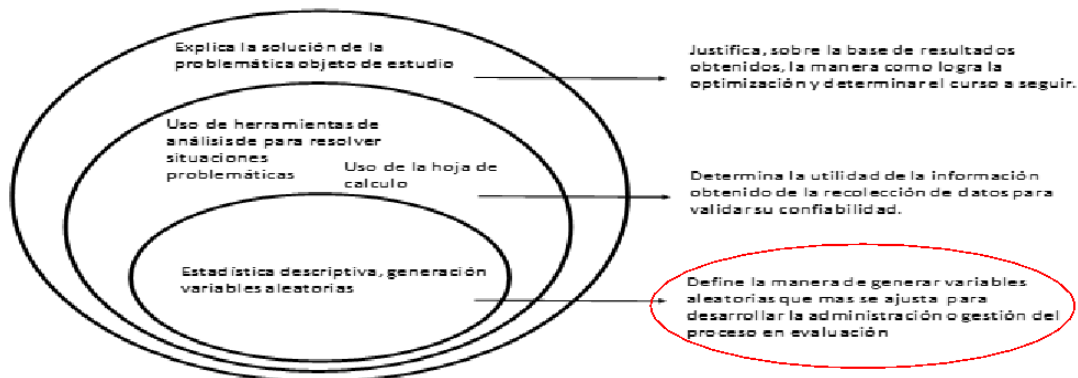 Explica la solución de la
problemática objeto de estudio
Justifica, sobre la base de resultados
obtenidos, la manera como logra la
optimización y determinar el curso a seguir.
Uso de herramientas de
análisis de para resolver
situaciones
problemáticas
Uso de la hoja de
calculo
Determina la utilidad de la información
obtenido de la recolección de datos para
validar su confiabilidad.
Estadística descriptiva, generación
variables aleatorias
Define la manera de generar variables
aleatorias que mas se ajusta para
desarrollar la administración o gestión del
proceso en evaluación